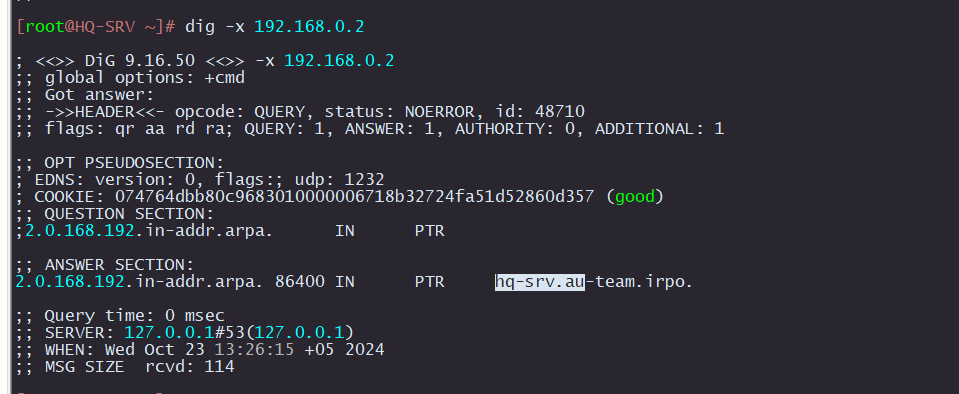 [root@HQ-SRV ~]# dig -x 192.168.0.2
; <<>> DiG 9.16.50 <<>> -x 192.168.0.2
;; global options: +cmd
;; Got answer:
;; ->>HEADER<<- opcode: QUERY, status: NOERROR, id: 48710
;; flags: qr aa rd ra; QUERY: 1, ANSWER: 1, AUTHORITY: 0, ADDITIONAL: 1
;; OPT PSEUDOSECTION:
; EDNS: version: 0, flags:; udp: 1232
; COOKIE: 074764dbb80c9683010000006718b32724fa51d52860d357 (good)
;; QUESTION SECTION:
;2.0.168.192.in-addr.arpa. IN PTR
;; ANSWER SECTION:
2.0.168.192.in-addr.arpa. 86400 IN PTR hq-srv.au-team.irpo.
;; Query time: 0 msec
;; SERVER: 127.0.0.1#53(127.0.0.1)
;; WHEN: Wed Oct 23 13:26:15 +05 2024
;; MSG SIZE rcvd: 114